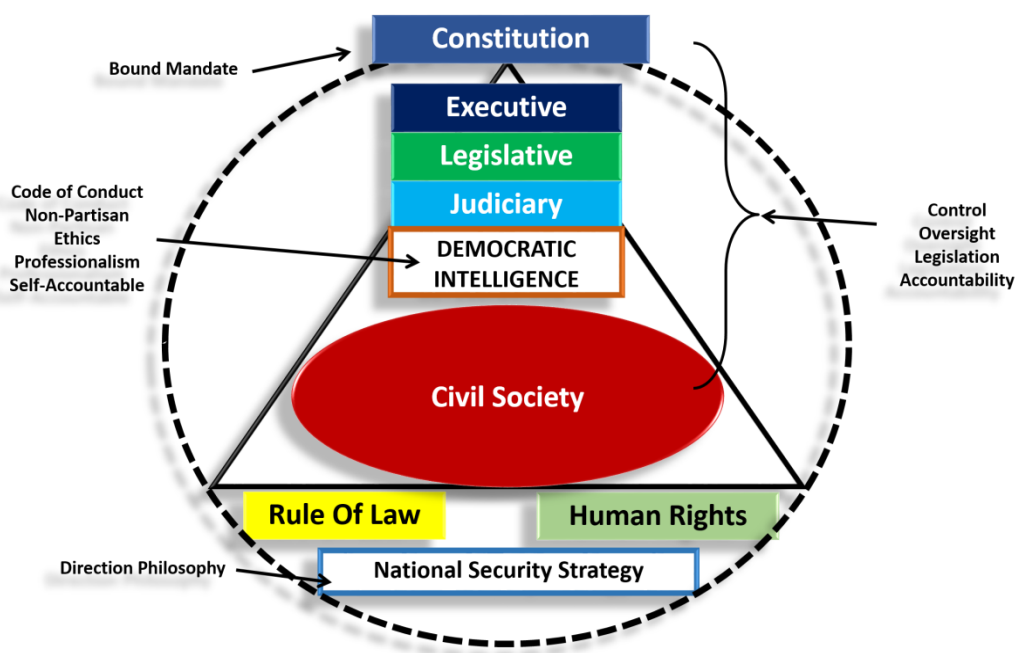 Constitution
Bound Mandate
Executive
Legislative
Judiciary
DEMOCRATIC
INTELLIGENCE
Code of Conduct
Non-Partisan
Ethics
Professionalism
Self-Accountable
Control
Oversight
Legislation
Accountability
Civil Society
Rule Of Law
Human Rights
Direction Philosophy
National Security Strategy